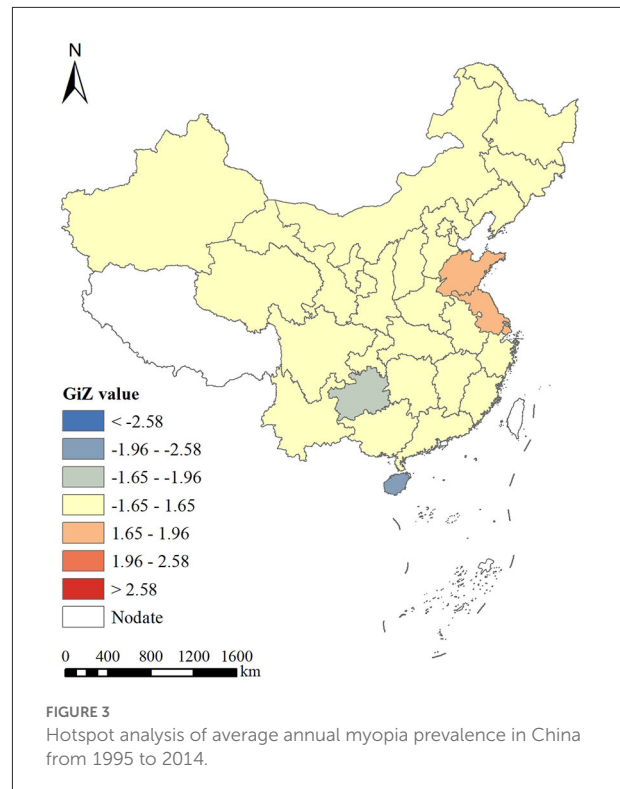 N
GiZ value
< -2.58
-1.96 - -2.58
-1.65 - -1.96
-1.65 - 1.65
1.65 - 1.96
1.96 - 2.58
> 2.58
Nodate
0 400 800 1200 1600
km
FIGURE 3
Hotspot analysis of average annual myopia prevalence in China
from 1995 to 2014.